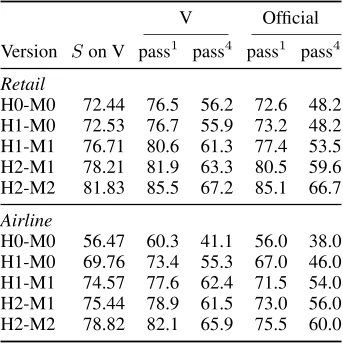 V Official
Version S on V pass¹ pass⁴ pass¹ pass⁴
Retail
H0-M0 72.44 76.5 56.2 72.6 48.2
H1-M0 72.53 76.7 55.9 73.2 48.2
H1-M1 76.71 80.6 61.3 77.4 53.5
H2-M1 78.21 81.9 63.3 80.5 59.6
H2-M2 81.83 85.5 67.2 85.1 66.7
Airline
H0-M0 56.47 60.3 41.1 56.0 38.0
H1-M0 69.76 73.4 55.3 67.0 46.0
H1-M1 74.57 77.6 62.4 71.5 54.0
H2-M1 75.44 78.9 61.5 73.0 56.0
H2-M2 78.82 82.1 65.9 75.5 60.0